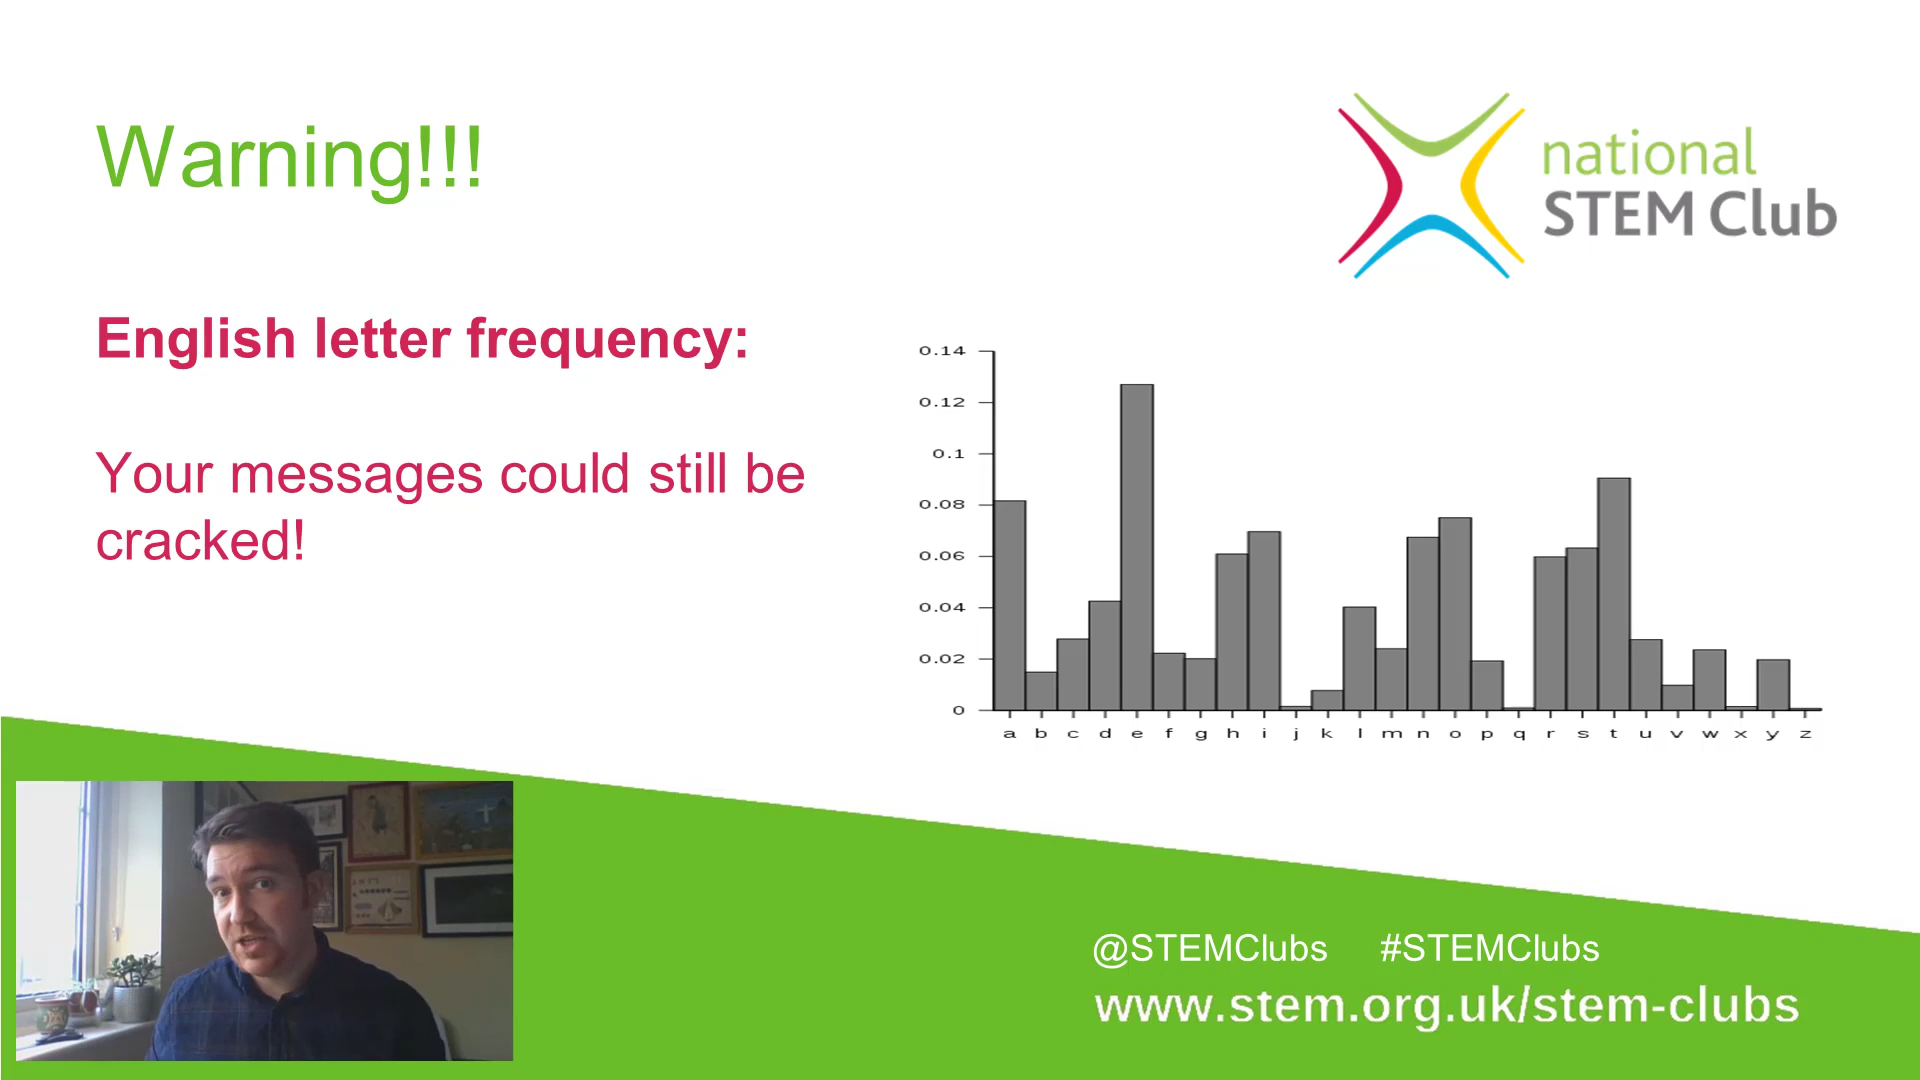 Warning!!!
national
STEM Club
English letter frequency:
Your messages could still be
cracked!
0.14
0.12
0.1
0.08
0.06
0.04
0.02
0
a b c d e f g h i j k l m n o p q r s t u v w x y z
@STEMClubs #STEMClubs
www.stem.org.uk/stem-clubs